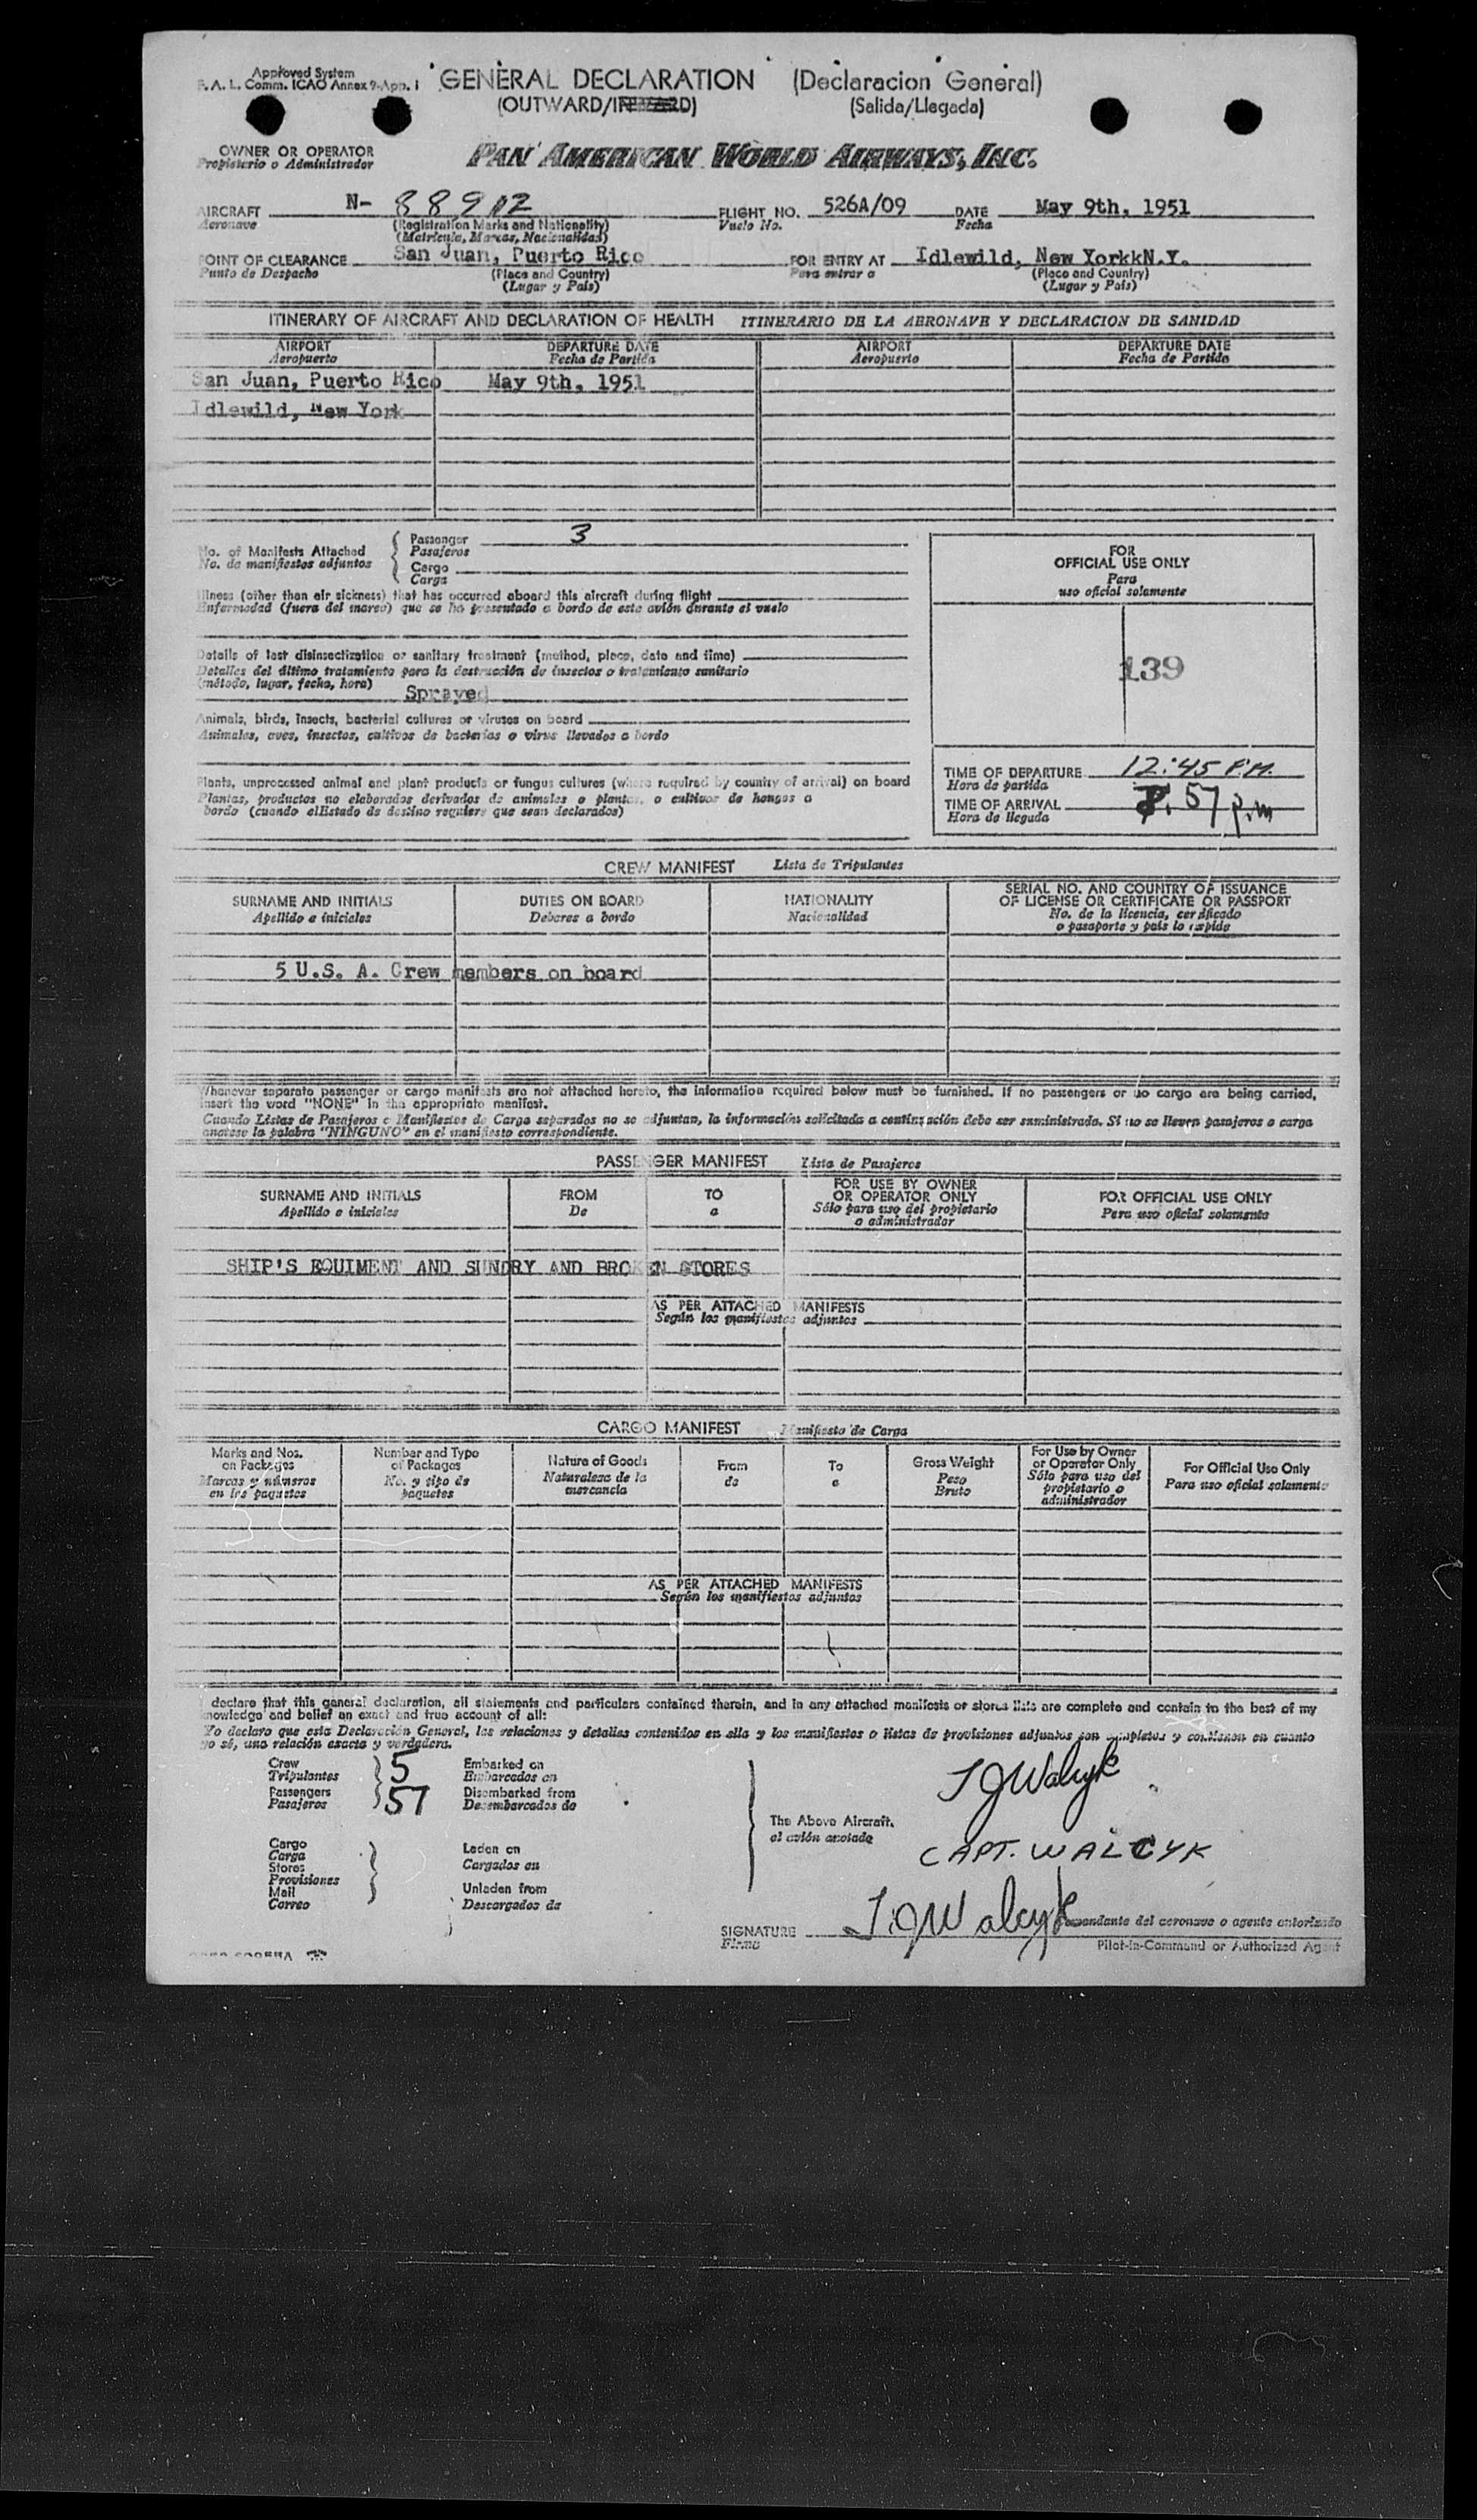 Approved System
F. A. L. Comm. ICAO Annex 9-App. 1
GENERAL DECLARATION (Declaracion General)
(OUTWARD/INWARD) (Salida/Llegada)
OWNER OR OPERATOR
Propietario o Administrador
PAN AMERICAN WORLD AIRWAYS, INC.
AIRCRAFT N- 88912 FLIGHT NO. 526A/09 DATE May 9th, 1951
Aeronave (Registration Marks and Nationality) Vuelo No. Fecha
(Matricula, Marcas, Nacionalidad)
POINT OF CLEARANCE San Juan, Puerto Rico FOR ENTRY AT Idlewild, New YorkkN.Y.
Punto de Despacho (Place and Country) Para entrar a (Place and Country)
(Lugar y País) (Lugar y País)
ITINERARY OF AIRCRAFT AND DECLARATION OF HEALTH ITINERARIO DE LA AERONAVE Y DECLARACION DE SANIDAD
AIRPORT DEPARTURE DATE AIRPORT DEPARTURE DATE
Aeropuerto Fecha de Partida Aeropuerto Fecha de Partida
San Juan, Puerto Rico May 9th, 1951
Idlewild, New York
No. of Manifests Attached
No. de manifiestos adjuntos
Passenger 3
Pasajeros
Cargo
Carga
Illness (other than air sickness) that has occurred aboard this aircraft during flight
Enfermedad (fuera del mareo) que se ha presentado a bordo de este avión durante el vuelo
Details of last disinsectization or sanitary treatment (method, place, date and time)
Detalles del último tratamiento para la destrucción de insectos o tratamiento sanitario
(método, lugar, fecha, hora) Sprayed
Animals, birds, insects, bacterial cultures or viruses on board
Animales, aves, insectos, cultivos de bacterias o virus llevados a bordo
Plants, unprocessed animal and plant products or fungus cultures (where required by country of arrival) on board
Plantas, productos no elaborados derivados de animales o plantas, o cultivos de hongos a
bordo (cuando elEstado de destino requiere que sean declarados)
FOR
OFFICIAL USE ONLY
Para
uso oficial solamente
139
TIME OF DEPARTURE 12:45 P.M.
Hora de partida
TIME OF ARRIVAL 57 p.m
Hora de llegada
CREW MANIFEST Lista de Tripulantes
SURNAME AND INITIALS DUTIES ON BOARD NATIONALITY SERIAL NO. AND COUNTRY OF ISSUANCE
OF LICENSE OR CERTIFICATE OR PASSPORT
Apellido e iniciales Deberes a bordo Nacionalidad No. de la licencia, certificado
o pasaporte y país lo expide
5 U.S. A. Crew members on board
Whenever separate passenger or cargo manifests are not attached hereto, the information required below must be furnished. If no passengers or no cargo are being carried,
insert the word "NONE" in the appropriate manifest.
Cuando Listas de Pasajeros o Manifiestos de Carga separados no se adjuntan, la información solicitada a continuación debe ser suministrada. Si no se lleven pasajeros o carga
anotese la palabra "NINGUNO" en el manifiesto correspondiente.
PASSENGER MANIFEST Lista de Pasajeros
SURNAME AND INITIALS FROM TO FOR USE BY OWNER
OR OPERATOR ONLY FOR OFFICIAL USE ONLY
Apellido e iniciales De a Sólo para uso del propietario
o administrador Para uso oficial solamente
SHIP'S EQUIMENT AND SUNDRY AND BROKEN STORES
AS PER ATTACHED MANIFESTS
Según los manifiestos adjuntos
CARGO MANIFEST Manifiesto de Carga
Marks and Nos.
on Packages
Marcas y números
en los paquetes
Number and Type
of Packages
No. y tipo de
paquetes
Nature of Goods
Naturaleza de la
mercancia
From
de
To
a
Gross Weight
Peso
Bruto
For Use by Owner
or Operator Only
Sólo para uso del
propietario o
administrador
For Official Use Only
Para uso oficial solamente
AS PER ATTACHED MANIFESTS
Según los manifiestos adjuntos
declare that this general declaration, all statements and particulars contained therein, and in any attached manifests or stores lists are complete and contain to the best of my
knowledge and belief an exact and true account of all:
Yo declaro que esta Declaración General, las relaciones y detalles contenidos en ella y los manifiestos o listas de provisiones adjuntos son completos y contienen en cuanto
yo sé, una relación exacta y verdadera.
Crew 5 Embarked on
Tripulantes Embarcados en
Passengers 57 Disembarked from
Pasajeros Desembarcados de
Cargo
Carga
Stores
Provisiones
Mail
Correo
Laden on
Cargados en
Unladen from
Descargados de
The Above Aircraft.
el avión anotado
T J Walcyk
CAPT. WALCYK
SIGNATURE T. J Walcyk
Firma
Comandante del aeronave o agente autorizado
Pilot-in-Command or Authorized Agent